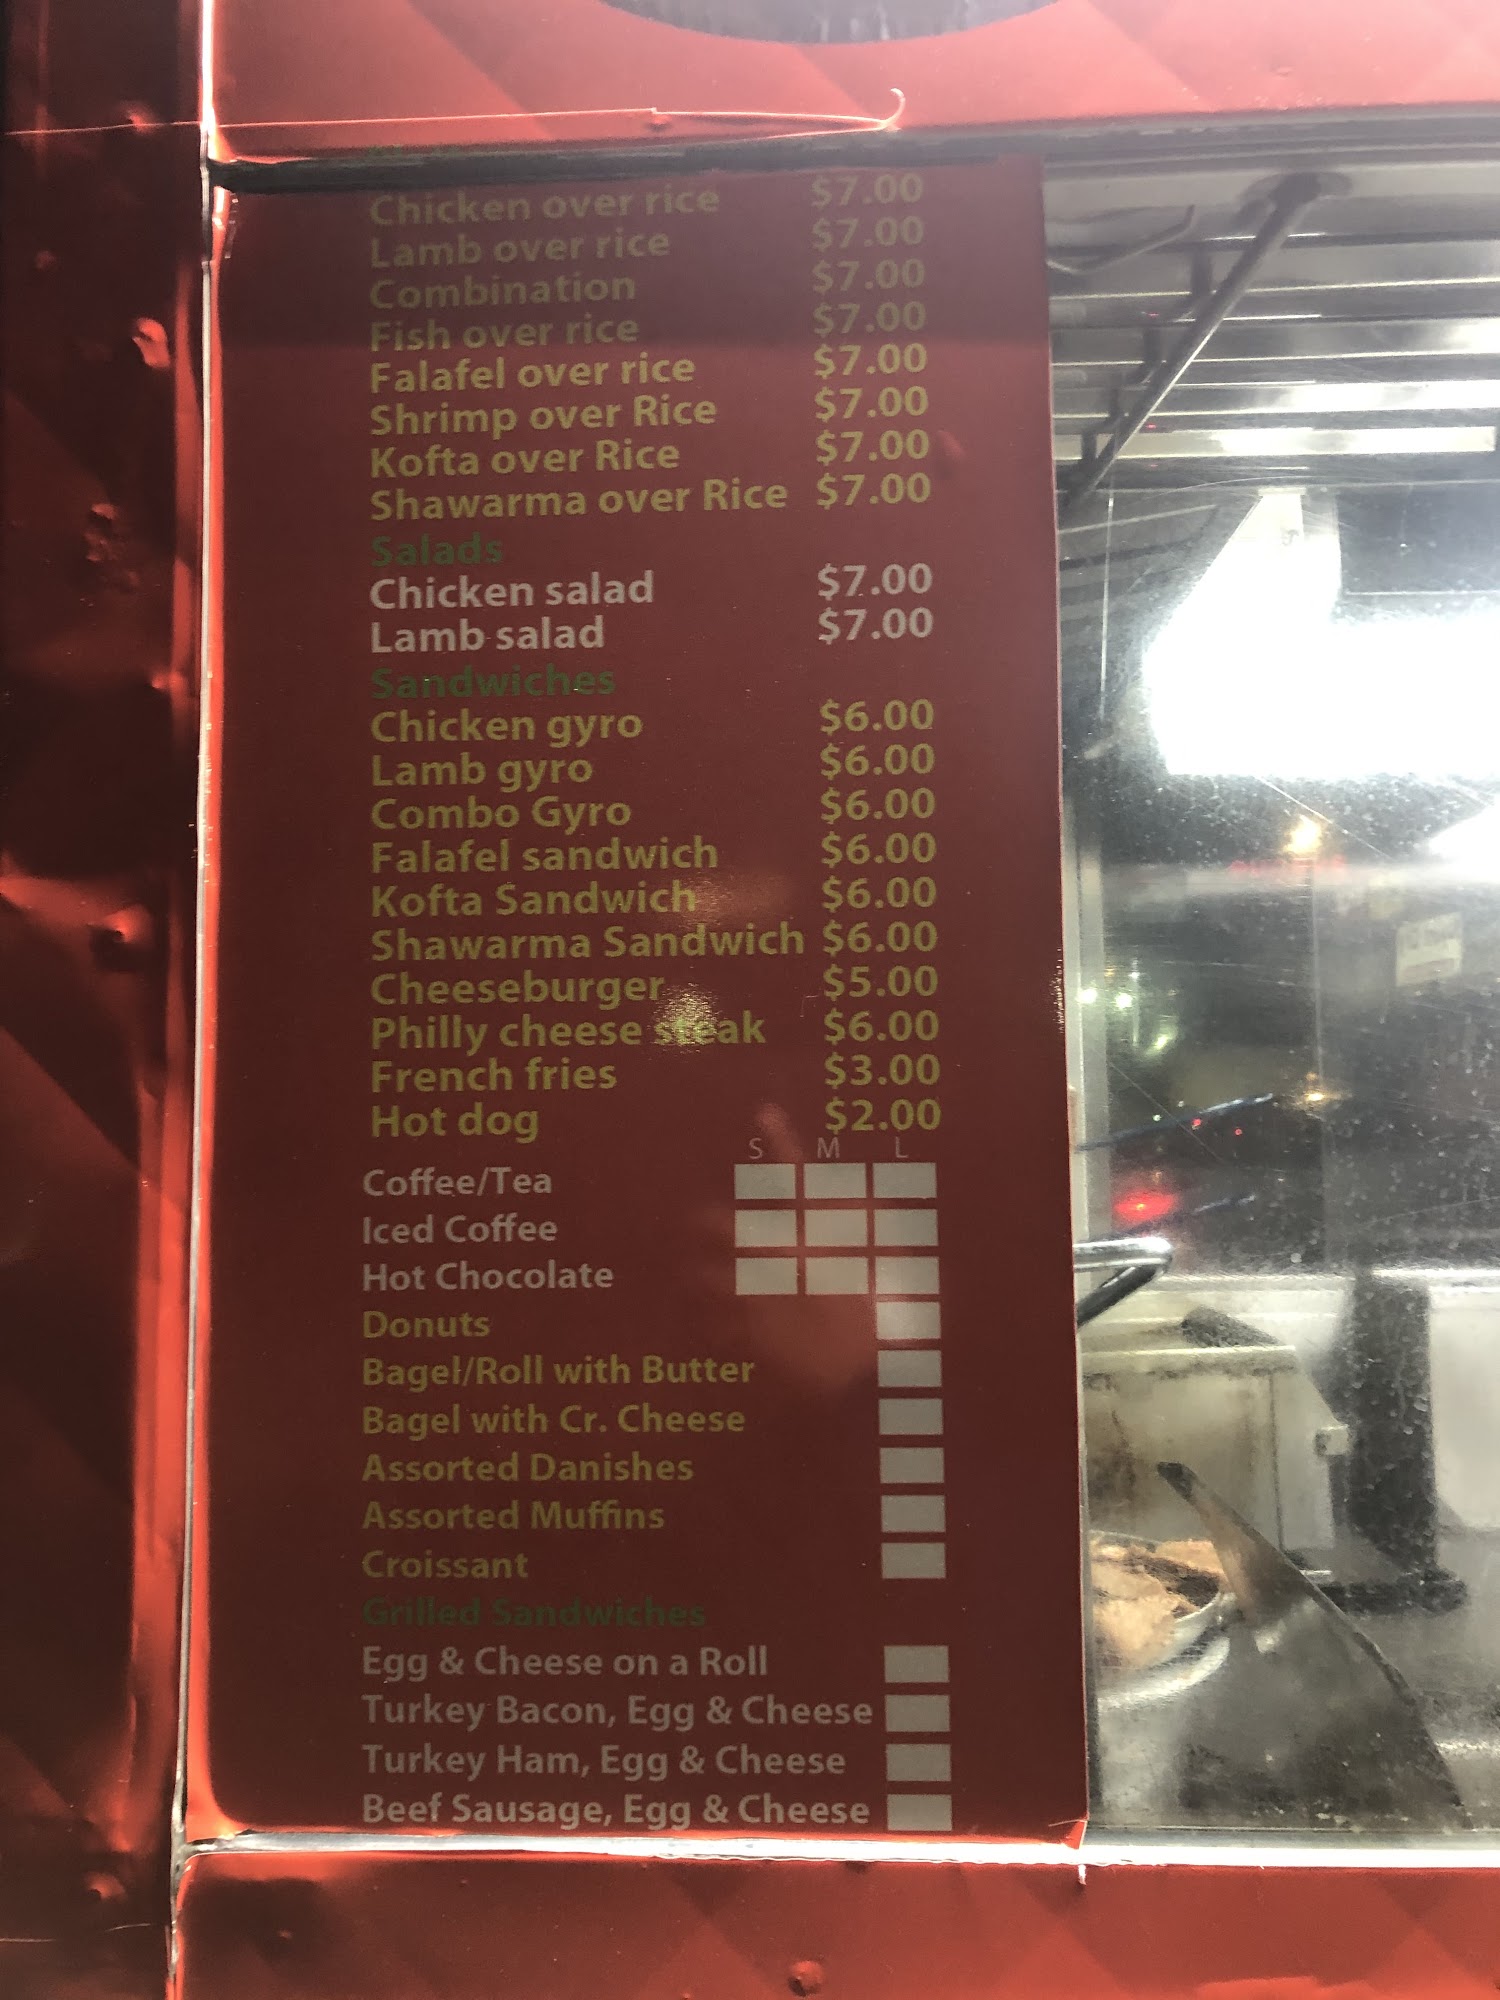 Chicken over rice $7.00
Lamb over rice $7.00
Combination $7.00
Fish over rice $7.00
Falafel over rice $7.00
Shrimp over Rice $7.00
Kofta over Rice $7.00
Shawarma over Rice $7.00
Salads
Chicken salad $7.00
Lamb salad $7.00
Sandwiches
Chicken gyro $6.00
Lamb gyro $6.00
Combo Gyro $6.00
Falafel sandwich $6.00
Kofta Sandwich $6.00
Shawarma Sandwich $6.00
Cheeseburger $5.00
Philly cheese steak $6.00
French fries $3.00
Hot dog $2.00
S M L
Coffee/Tea
Iced Coffee
Hot Chocolate
Donuts
Bagel/Roll with Butter
Bagel with Cr. Cheese
Assorted Danishes
Assorted Muffins
Croissant
Grilled Sandwiches
Egg & Cheese on a Roll
Turkey Bacon, Egg & Cheese
Turkey Ham, Egg & Cheese
Beef Sausage, Egg & Cheese